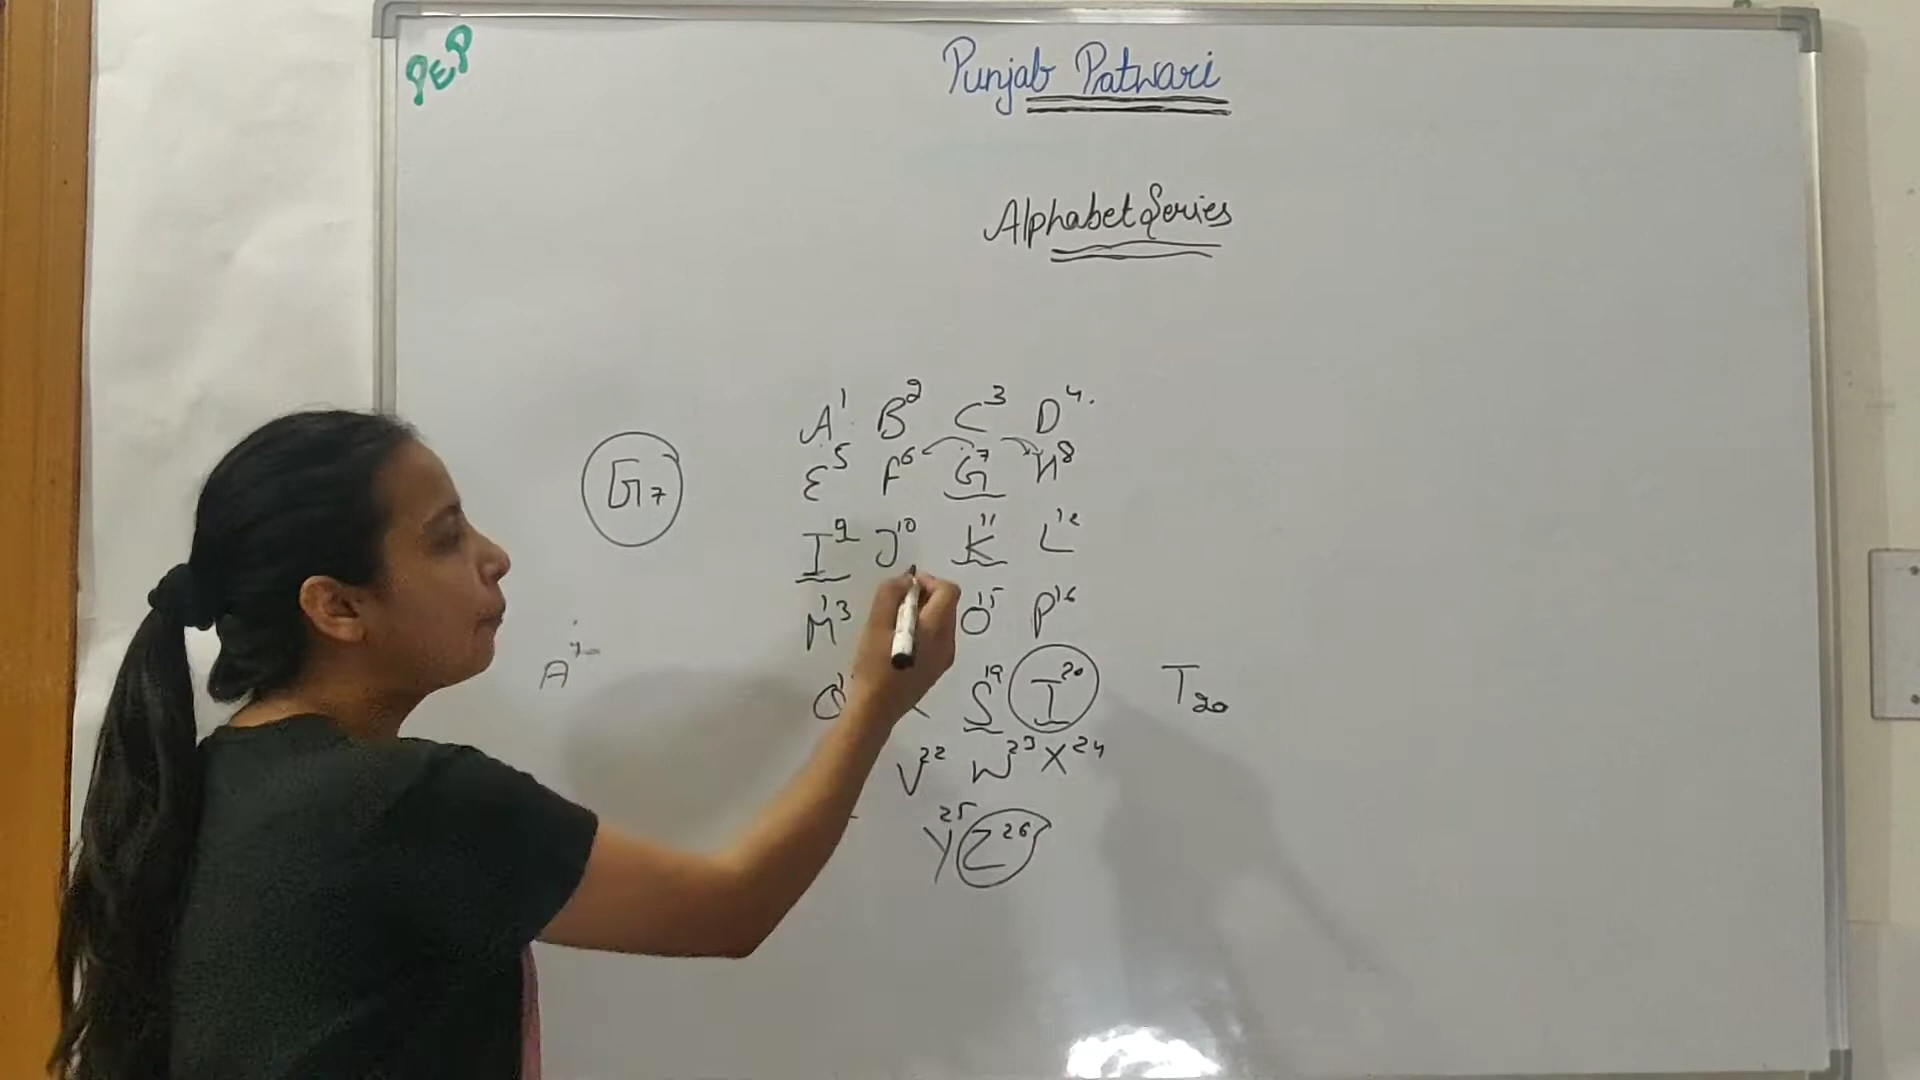 PEP
Punjab Patwari
Alphabet Series
A1 B2 C3 D4.
E5 F6 G7 H8
G7
I9 J10 K11 L12
M13 O15 P16
S19 T20
T20
V22 W23 X24
Y25 Z26